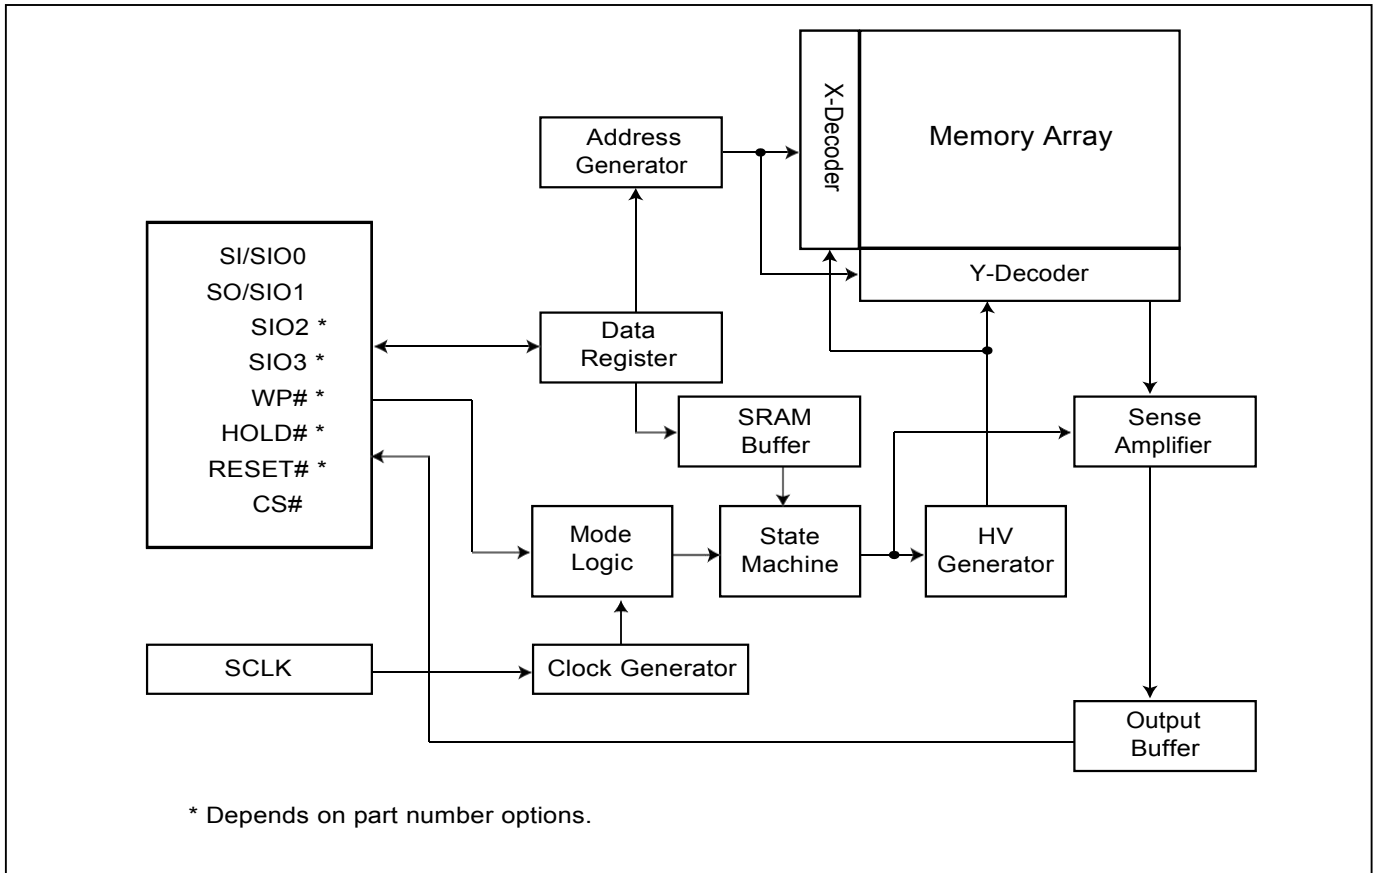 X-Decoder
Memory Array
Address
Generator
Y-Decoder
SI/SIO0
SO/SIO1
SIO2 *
SIO3 *
WP# *
HOLD# *
RESET# *
CS#
Data
Register
SRAM
Buffer
Sense
Amplifier
Mode
Logic
State
Machine
HV
Generator
SCLK
Clock Generator
Output
Buffer
* Depends on part number options.